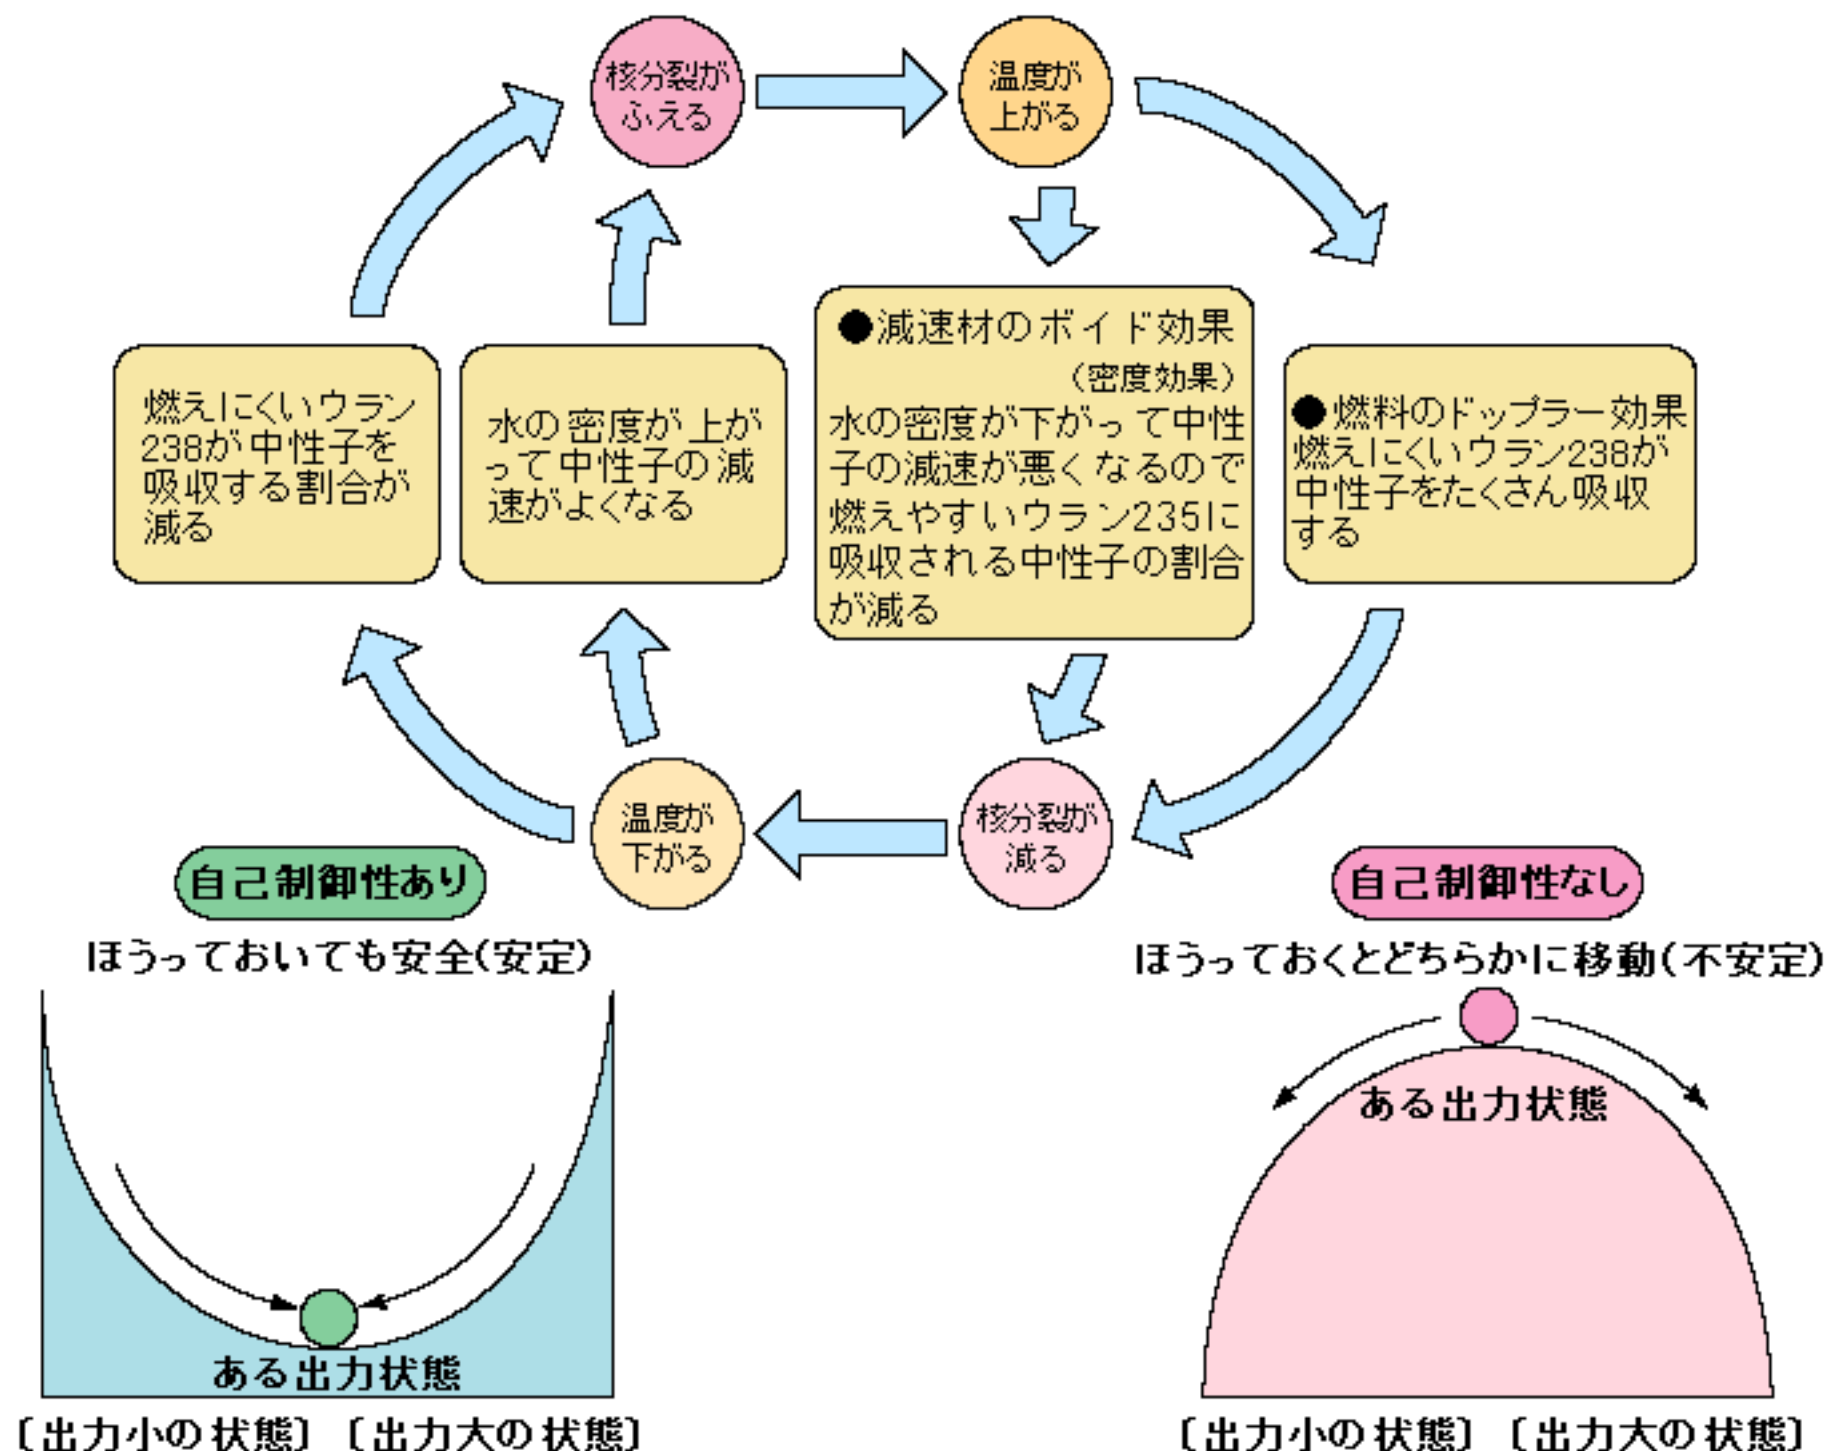 核分裂が
ふえる
温度が
上がる
燃えにくいウラン
238が中性子を
吸収する割合が
減る
水の密度が上が
って中性子の減
速がよくなる
●減速材のボイド効果
（密度効果）
水の密度が下がって中性
子の減速が悪くなるので
燃えやすいウラン235に
吸収される中性子の割合
が減る
●燃料のドップラー効果
燃えにくいウラン238が
中性子をたくさん吸収
する
温度が
下がる
核分裂が
減る
自己制御性あり
ほうっておいても安全(安定)
ある出力状態
〔出力小の状態〕 〔出力大の状態〕
自己制御性なし
ほうっておくとどちらかに移動(不安定)
ある出力状態
〔出力小の状態〕 〔出力大の状態〕